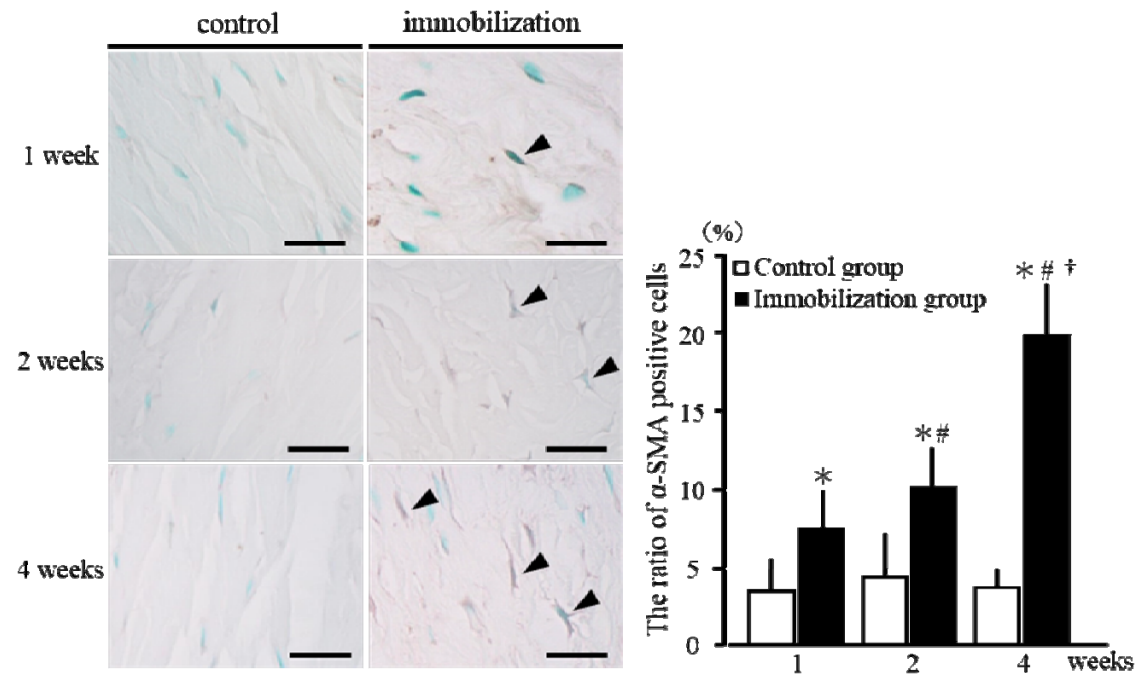 control immobilization
1 week
2 weeks
4 weeks
(%)
The ratio of α-SMA positive cells
25
20
15
10
5
0
Control group
Immobilization group
*
*#
*# †
1 2 4 weeks